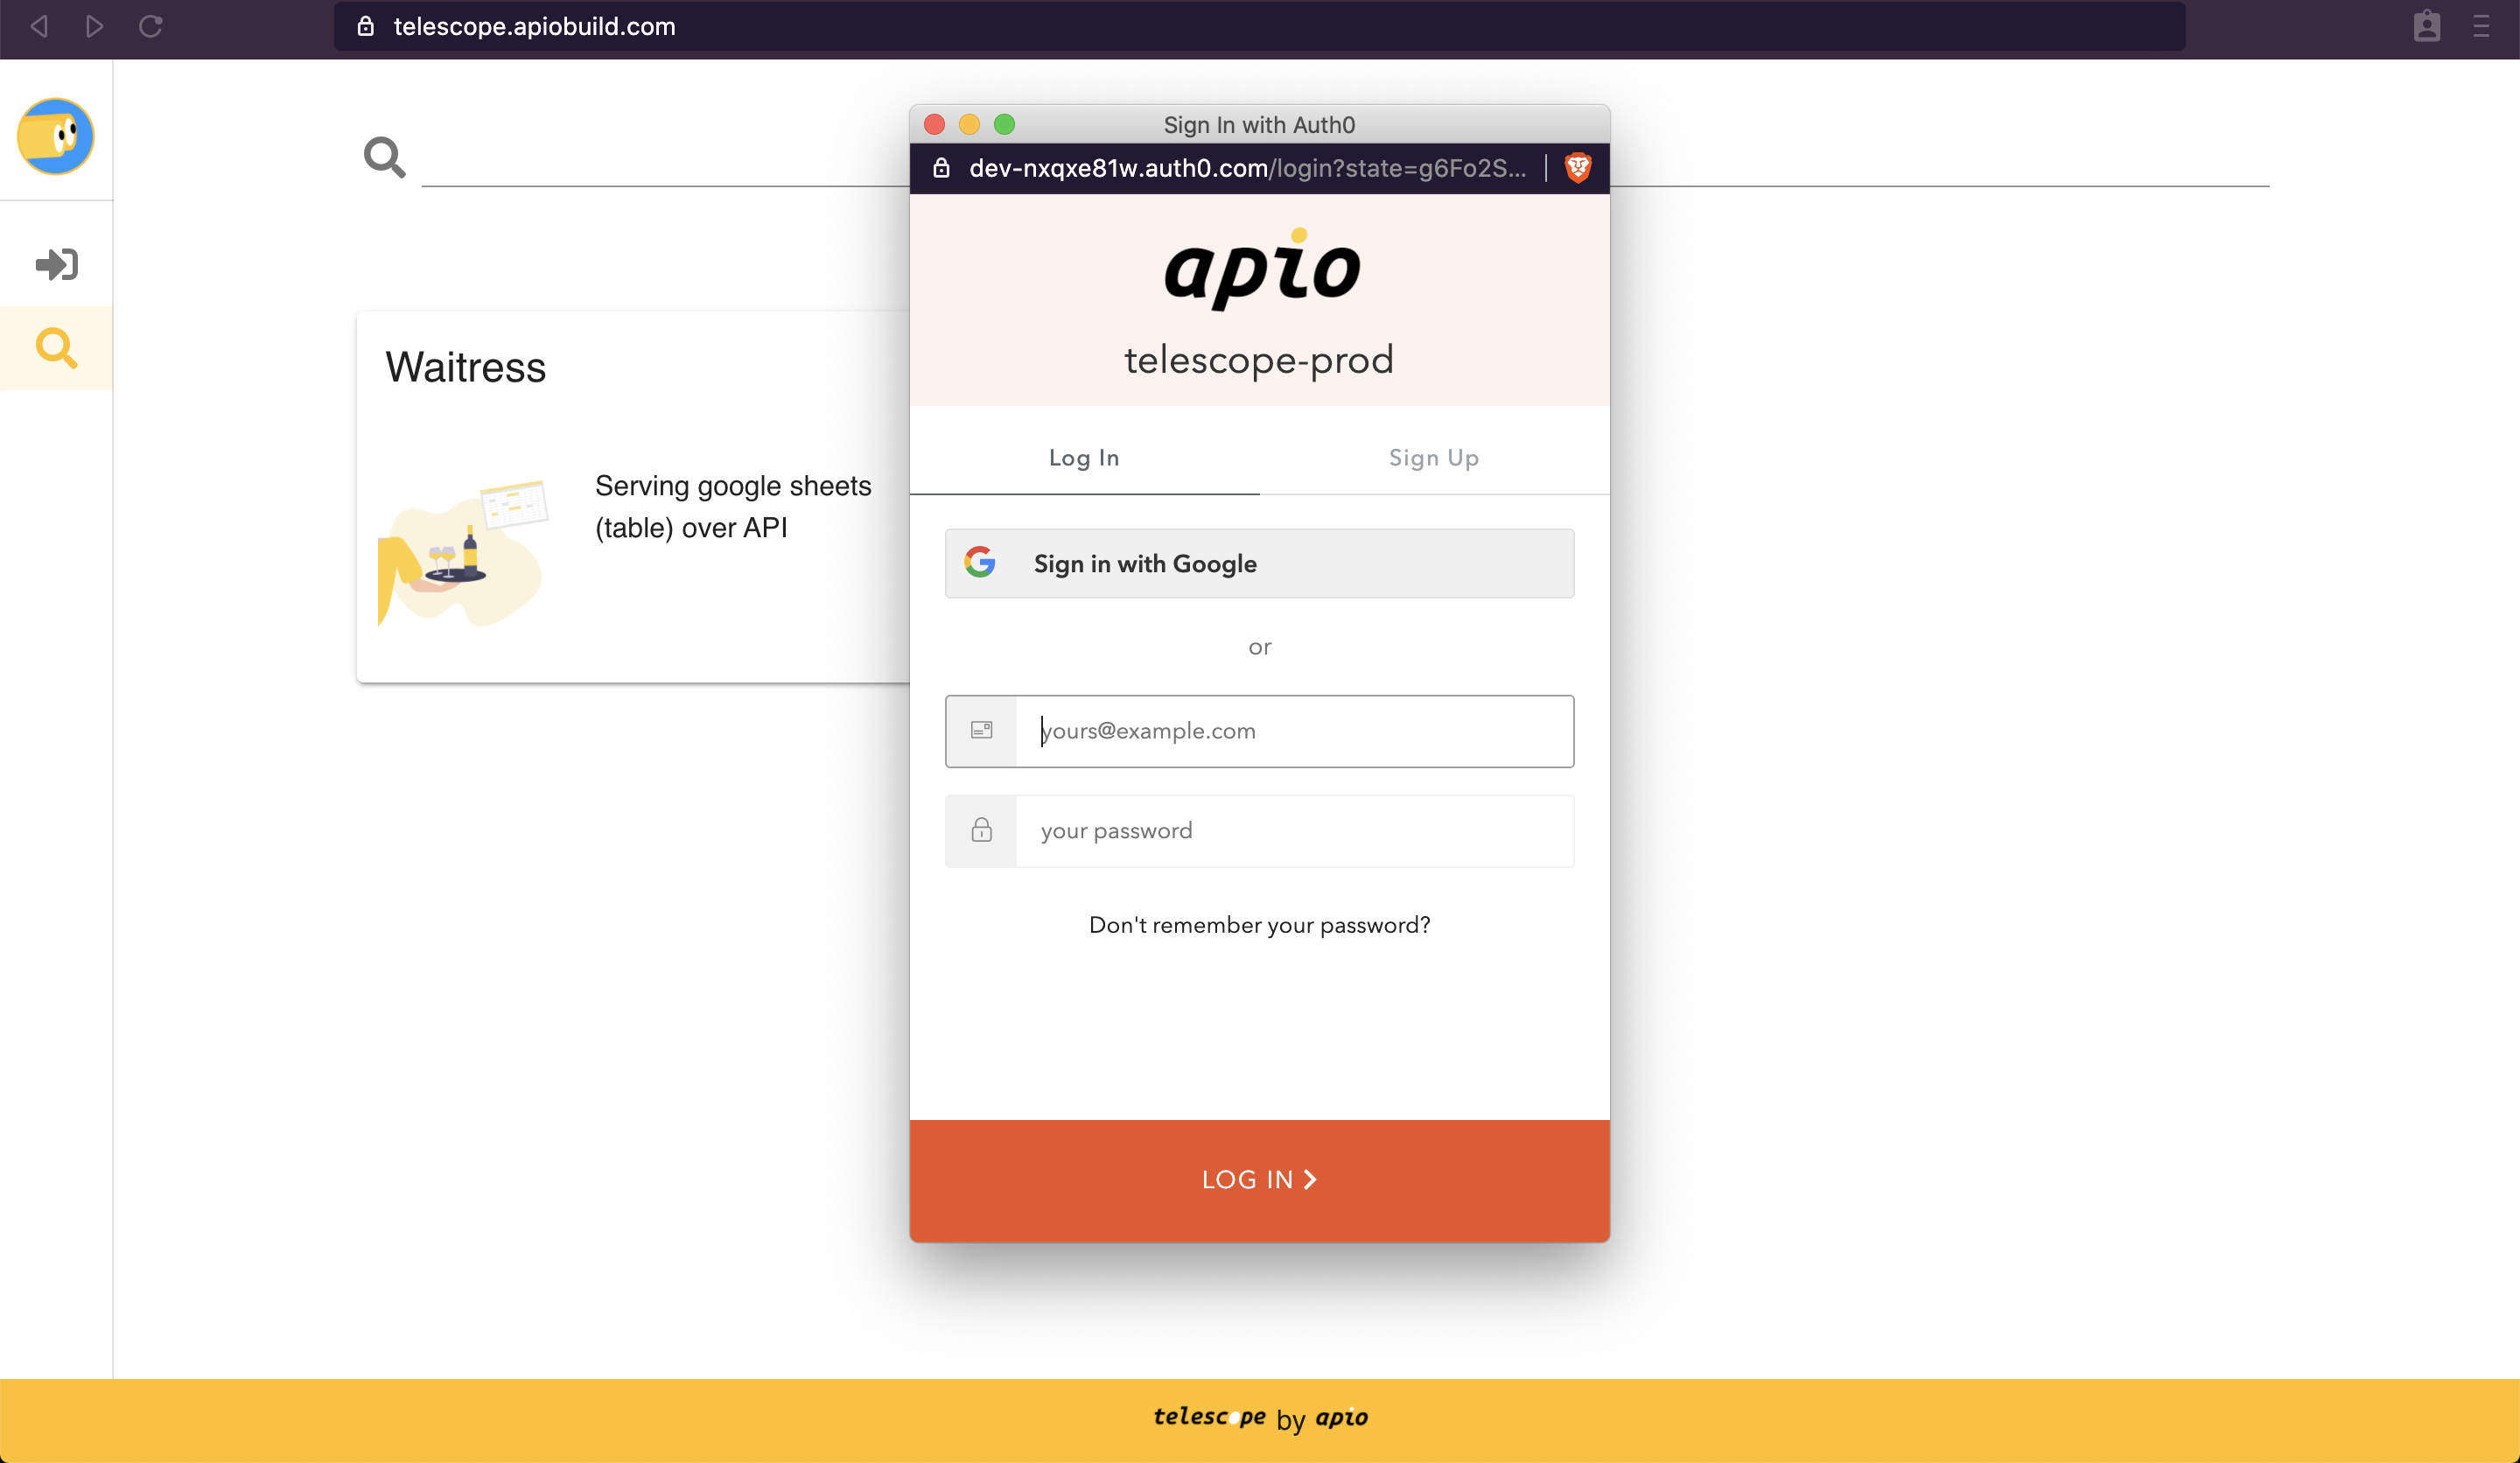 telescope.apiobuild.com
Sign In with Auth0
dev-nxqxe81w.auth0.com/login?state=g6Fo2S...
apio
telescope-prod
Log In
Sign Up
Waitress
Serving google sheets
(table) over API
Sign in with Google
or
yours@example.com
your password
Don't remember your password?
LOG IN
telescope by apio